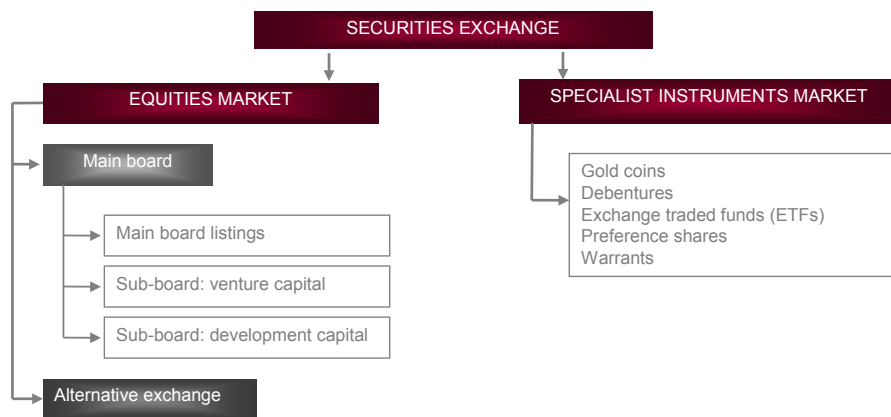 SECURITIES EXCHANGE
EQUITIES MARKET
SPECIALIST INSTRUMENTS MARKET
Main board
Main board listings
Sub-board: venture capital
Sub-board: development capital
Alternative exchange
Gold coins
Debentures
Exchange traded funds (ETFs)
Preference shares
Warrants